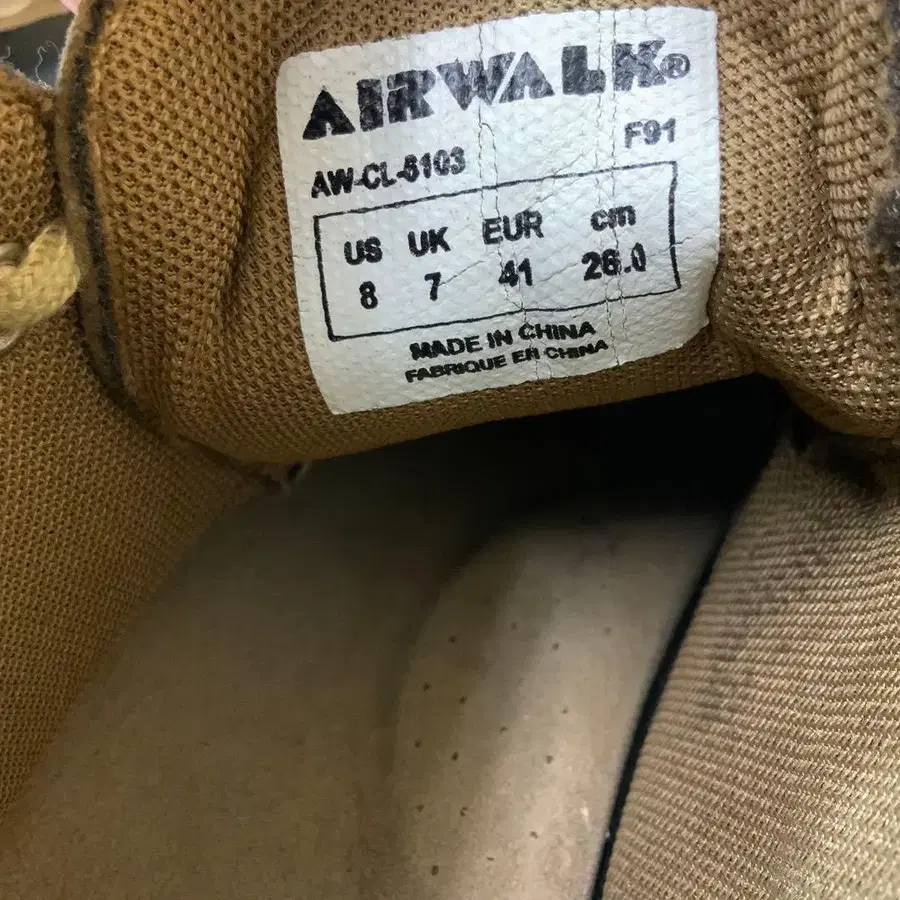 AIRWALK®
AW-CL-5103 F91
US UK EUR cm
8 7 41 26.0
MADE IN CHINA
FABRIQUE EN CHINA